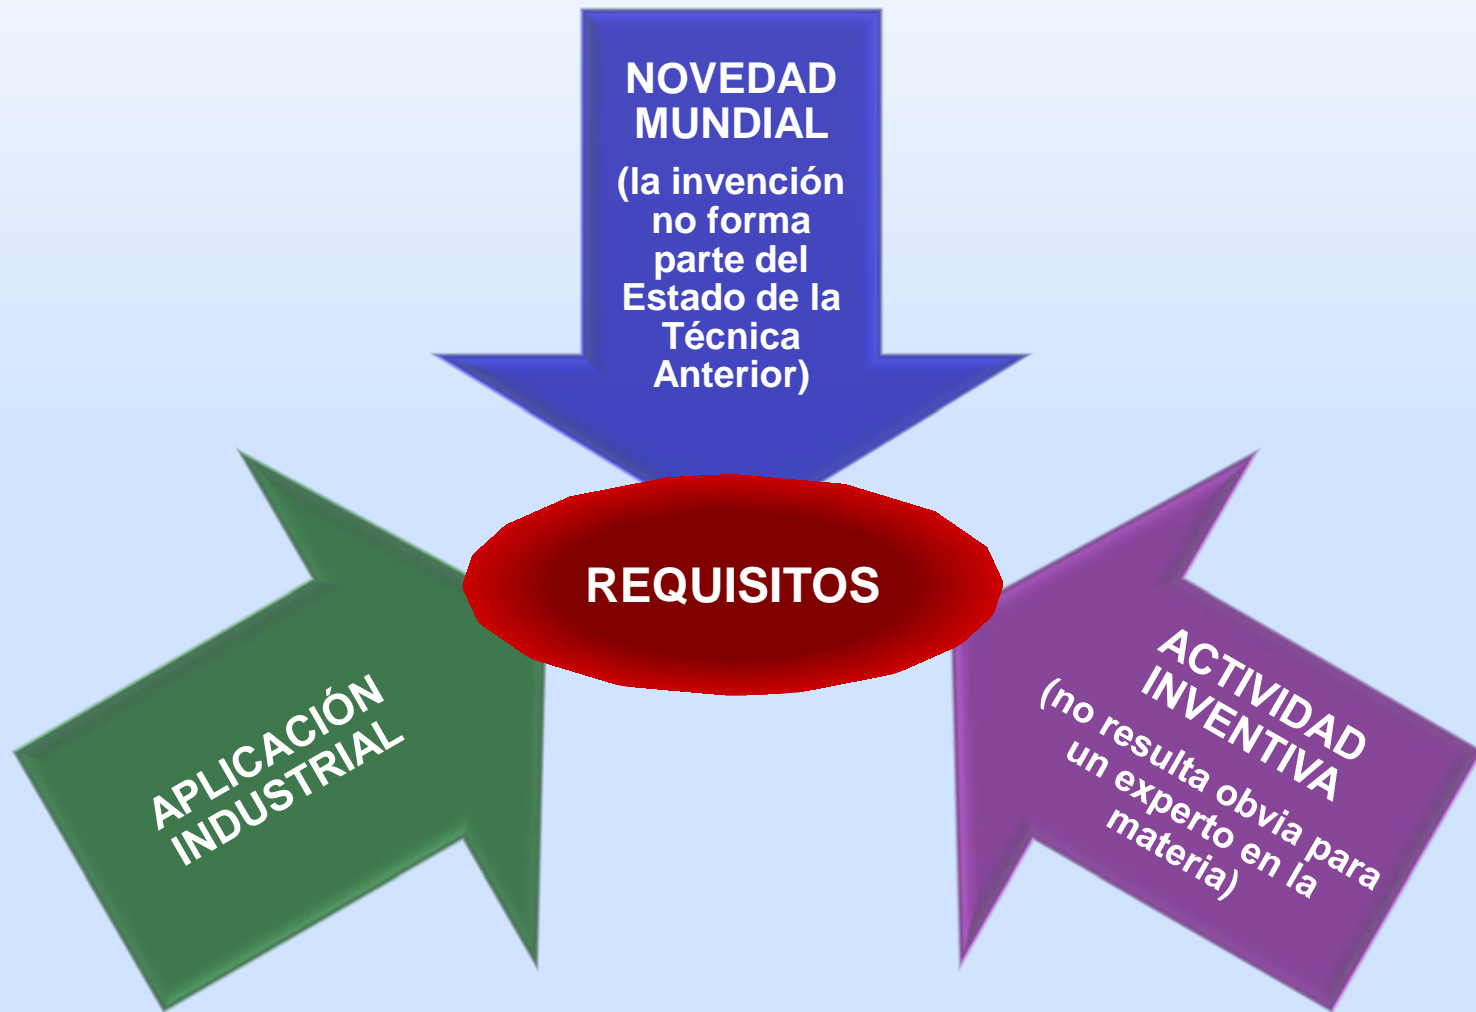 NOVEDAD
MUNDIAL
(la invención
no forma
parte del
Estado de la
Técnica
Anterior)
REQUISITOS
APLICACIÓN
INDUSTRIAL
ACTIVIDAD
INVENTIVA
(no resulta obvia para
un experto en la
materia)